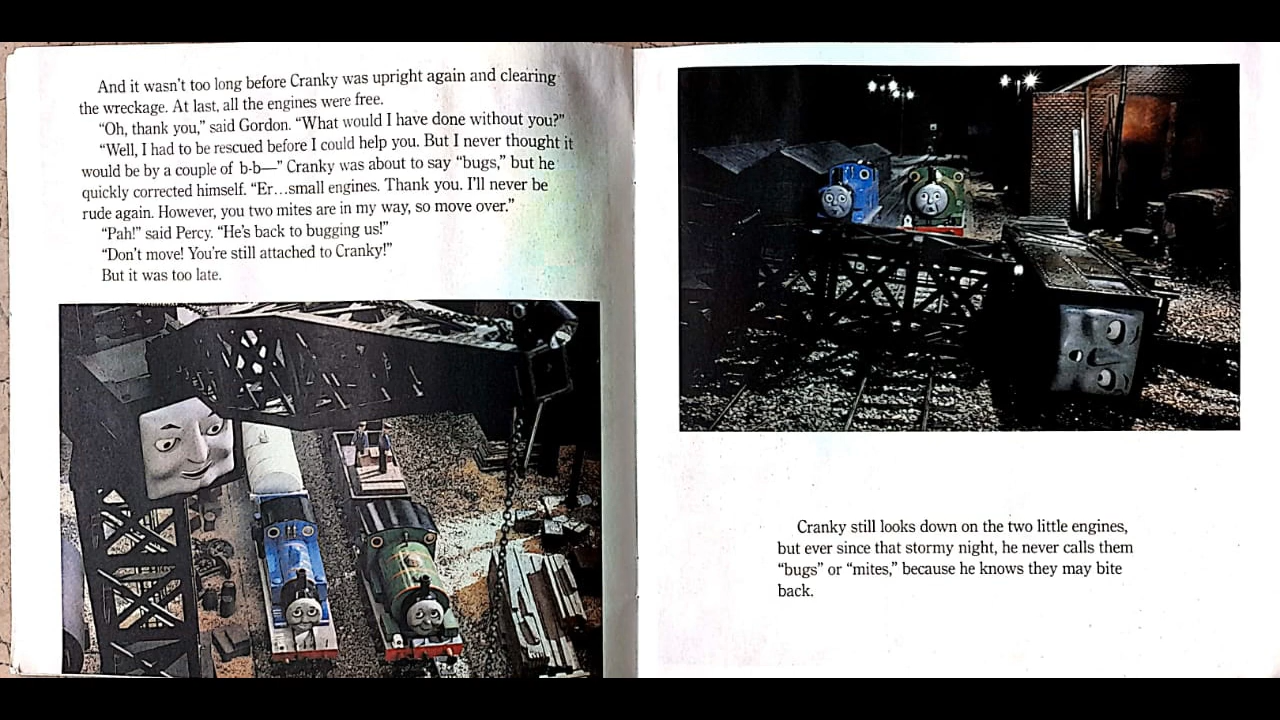 And it wasn't too long before Cranky was upright again and clearing
the wreckage. At last, all the engines were free.
“Oh, thank you,” said Gordon. “What would I have done without you?”
“Well, I had to be rescued before I could help you. But I never thought it
would be by a couple of b-b—” Cranky was about to say “bugs,” but he
quickly corrected himself. “Er…small engines. Thank you. I'll never be
rude again. However, you two mites are in my way, so move over.”
“Pah!” said Percy. “He's back to bugging us!”
“Don't move! You're still attached to Cranky!”
But it was too late.
Cranky still looks down on the two little engines,
but ever since that stormy night, he never calls them
“bugs” or “mites,” because he knows they may bite
back.